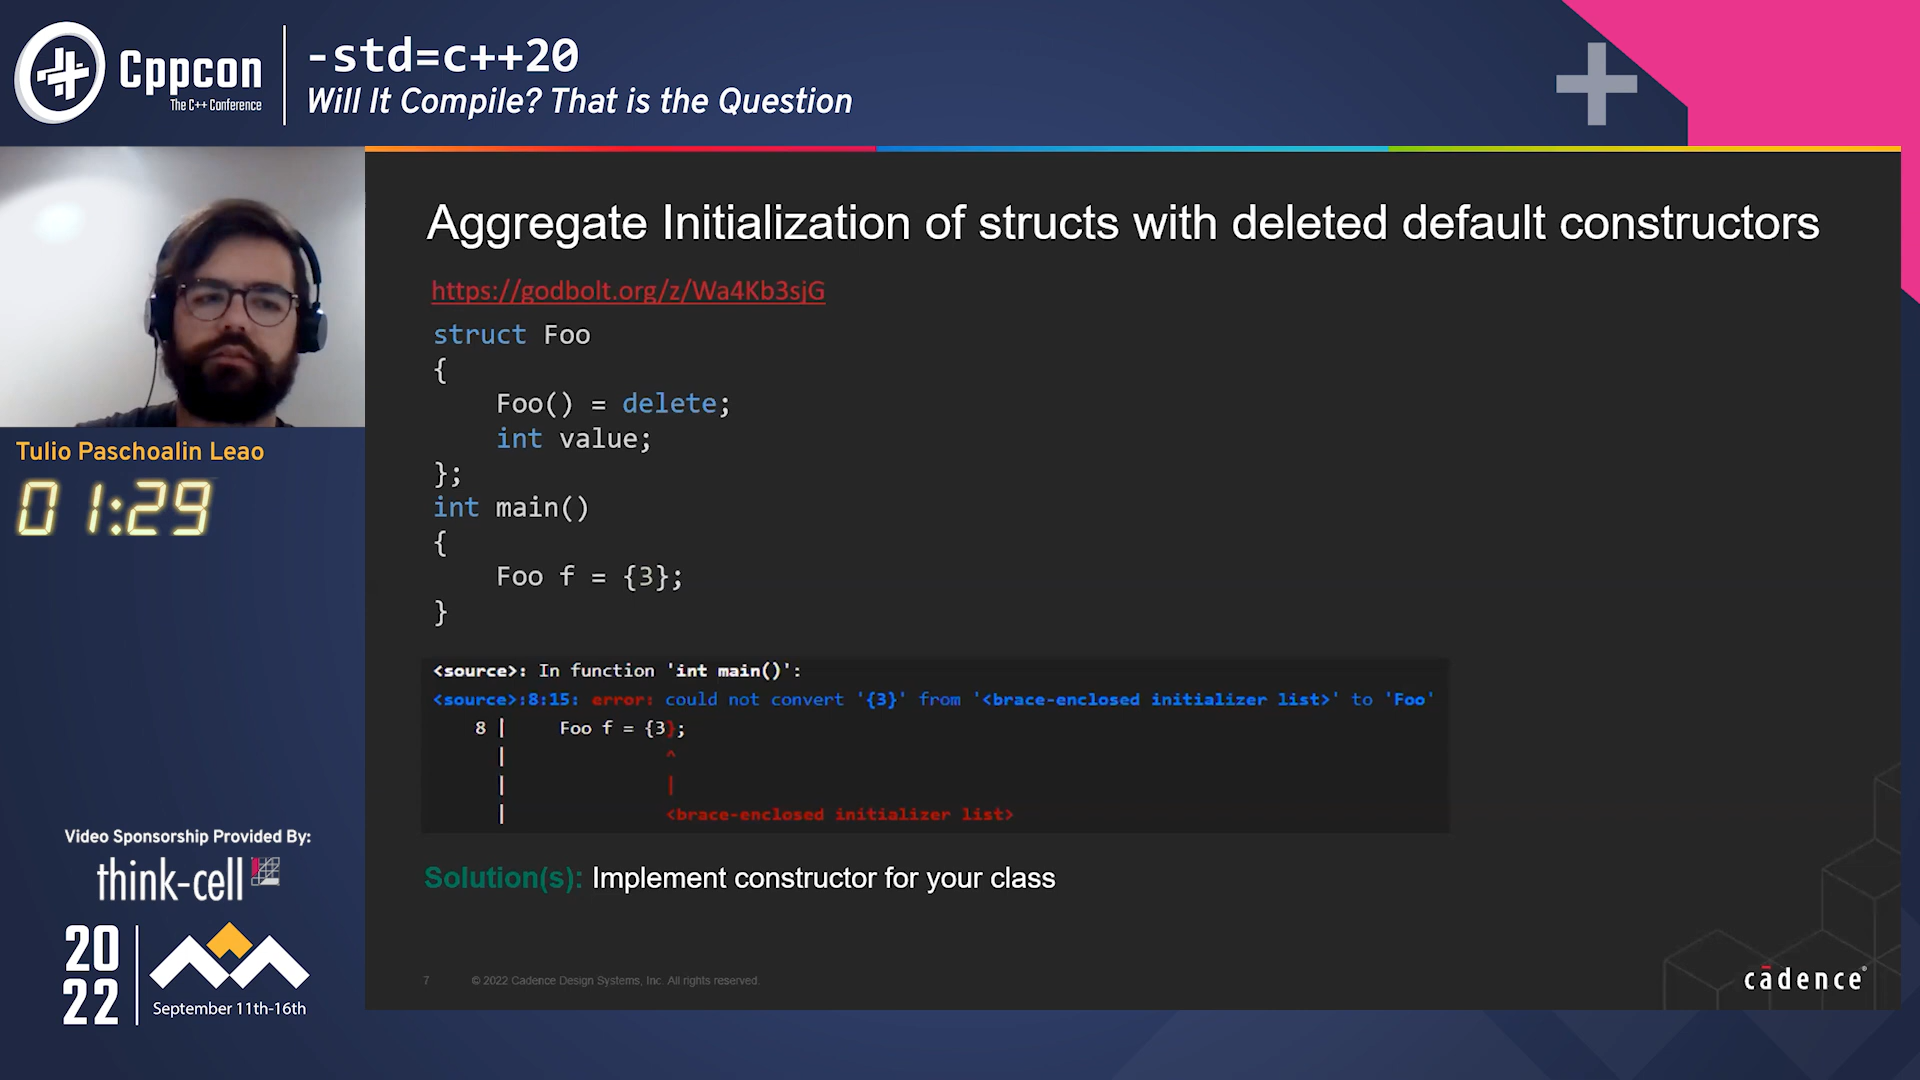 Cppcon
The C++ Conference
-std=c++20
Will It Compile? That is the Question
Tulio Paschoalin Leao
01:29
Video Sponsorship Provided By:
think-cell
20
22
September 11th-16th
Aggregate Initialization of structs with deleted default constructors
https://godbolt.org/z/Wa4Kb3sjG
struct Foo
{
    Foo() = delete;
    int value;
};
int main()
{
    Foo f = {3};
}
<source>: In function 'int main()':
<source>:8:15: error: could not convert '{3}' from '<brace-enclosed initializer list>' to 'Foo'
    8 |     Foo f = {3};
      |               ^
      |               |
      |               <brace-enclosed initializer list>
Solution(s): Implement constructor for your class
7 © 2022 Cadence Design Systems, Inc. All rights reserved.
cādence®